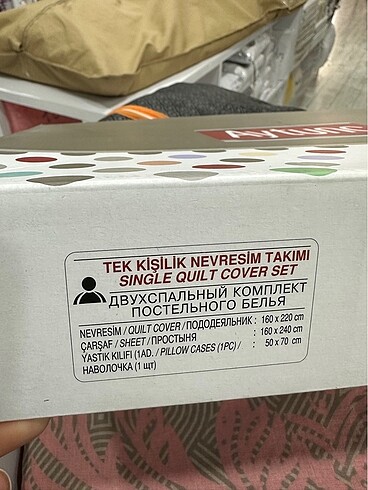 TEK KİŞİLİK NEVRESİM TAKIMI
SINGLE QUILT COVER SET
ДВУХСПАЛЬНЫЙ КОМПЛЕКТ
ПОСТЕЛЬНОГО БЕЛЬЯ
NEVRESİM / QUILT COVER / ПОДОДЕЯЛЬНИК : 160 x 220 cm
ÇARŞAF / SHEET / ПРОСТЫНЯ : 160 x 240 cm
YASTIK KILIFI (1AD. / PILLOW CASES (1PC) / : 50 x 70 cm
НАВОЛОЧКА (1 щт)